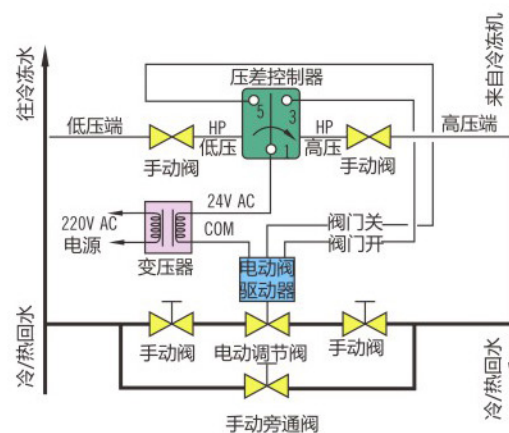 往冷冻水
来自冷冻机
压差控制器
5
3
1
低压端
HP
低压
HP
高压
高压端
手动阀
手动阀
24V AC
220V AC
电源
COM
变压器
阀门关
阀门开
电动阀
驱动器
冷/热回水
手动阀
电动调节阀
手动阀
冷/热回水
手动旁通阀